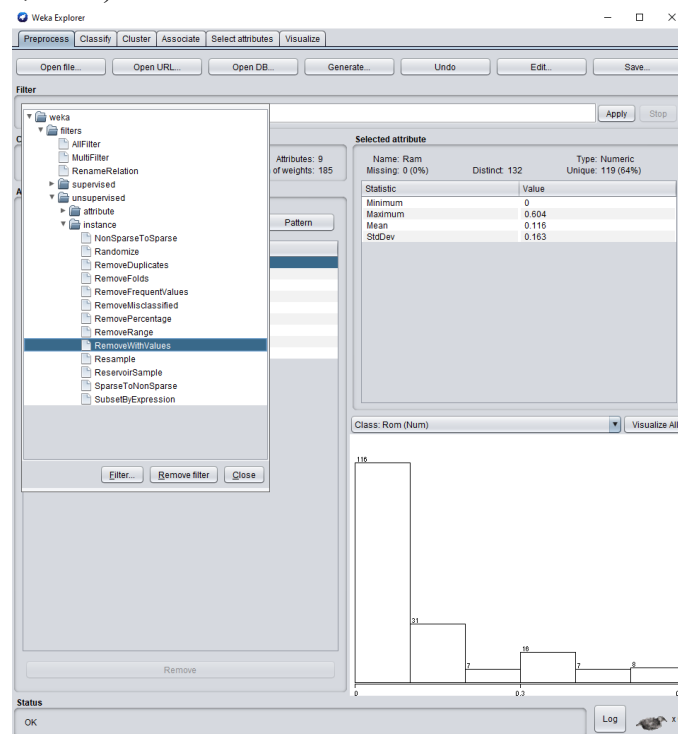 Weka Explorer
Preprocess Classify Cluster Associate Select attributes Visualize
Open file... Open URL... Open DB... Gene rate... Undo Edit... Save...
Filter
Apply Stop
weka
filters
AllFilter
MultiFilter
RenameRelation
supervised
unsupervised
attribute
instance
NonSparseToSparse
Randomize
RemoveDuplicates
RemoveFolds
RemoveFrequentValues
RemoveMisclassified
RemovePercentage
RemoveRange
RemoveWithValues
Resample
ReservoirSample
SparseToNonSparse
SubsetByExpression
Filter... Remove filter Close
C
Attributes: 9
of weights: 185
A
Pattern
Remove
Selected attribute
Name: Ram Type: Numeric
Missing: 0 (0%) Distinct: 132 Unique: 119 (64%)
Statistic Value
Minimum 0
Maximum 0.604
Mean 0.116
StdDev 0.163
Class: Rom (Num) Visualize All
116
31
7
16
7
8
0 0.3
Status
OK
Log x